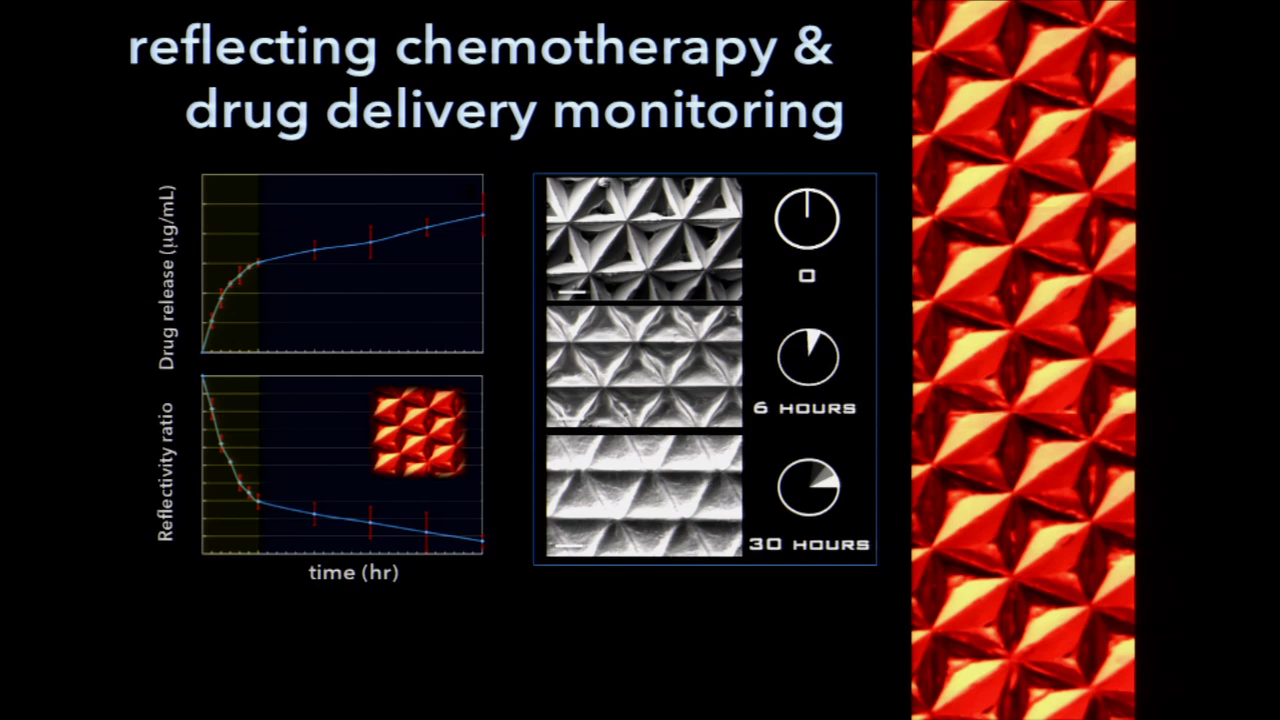 reflecting chemotherapy &
drug delivery monitoring
Drug release (µg/mL)
Reflectivity ratio
time (hr)
0
6 HOURS
30 HOURS